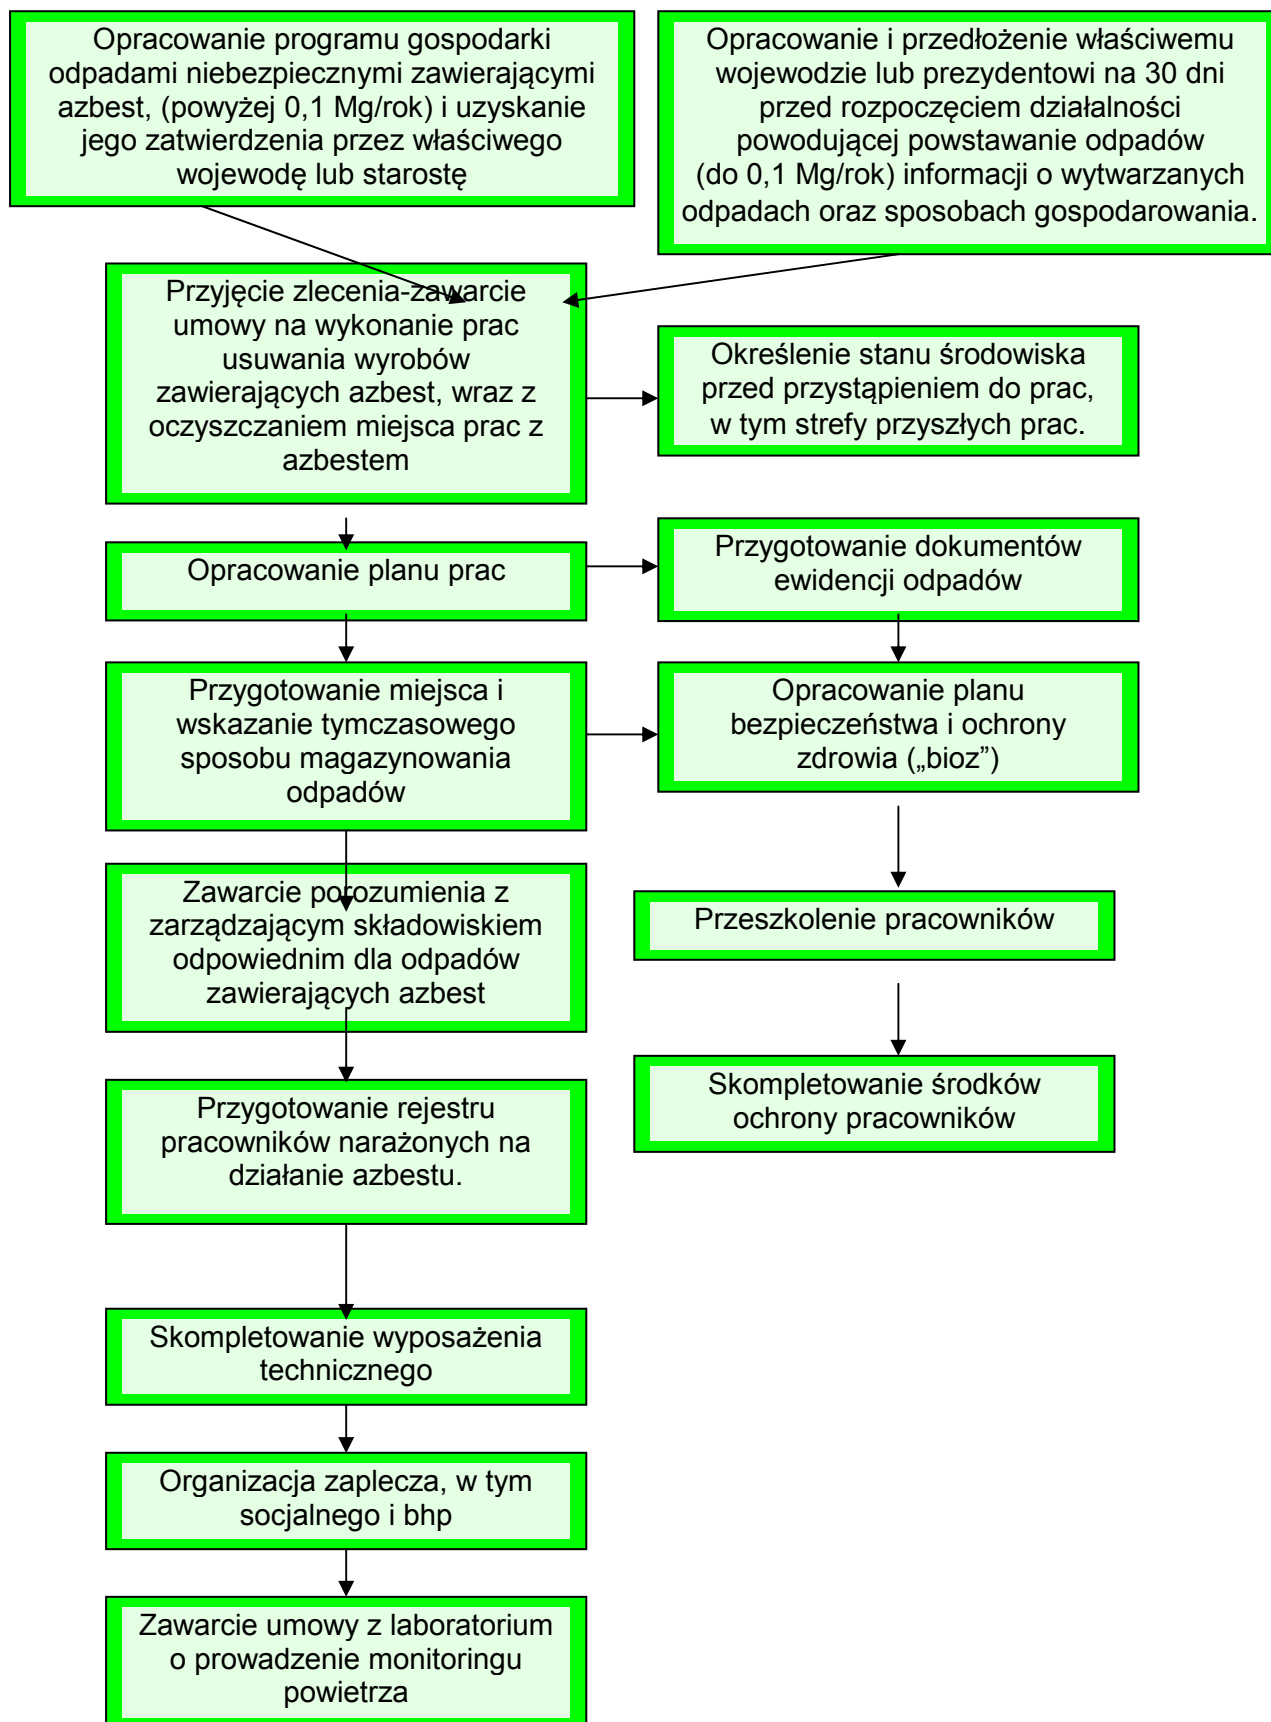 Opracowanie programu gospodarki
odpadami niebezpiecznymi zawierającymi
azbest, (powyżej 0,1 Mg/rok) i uzyskanie
jego zatwierdzenia przez właściwego
wojewodę lub starostę
Opracowanie i przedłożenie właściwemu
wojewodzie lub prezydentowi na 30 dni
przed rozpoczęciem działalności
powodującej powstawanie odpadów
(do 0,1 Mg/rok) informacji o wytwarzanych
odpadach oraz sposobach gospodarowania.
Przyjęcie zlecenia-zawarcie
umowy na wykonanie prac
usuwania wyrobów
zawierających azbest, wraz z
oczyszczaniem miejsca prac z
azbestem
Określenie stanu środowiska
przed przystąpieniem do prac,
w tym strefy przyszłych prac.
Opracowanie planu prac
Przygotowanie dokumentów
ewidencji odpadów
Przygotowanie miejsca i
wskazanie tymczasowego
sposobu magazynowania
odpadów
Opracowanie planu
bezpieczeństwa i ochrony
zdrowia („bioz”)
Zawarcie porozumienia z
zarządzającym składowiskiem
odpowiednim dla odpadów
zawierających azbest
Przeszkolenie pracowników
Przygotowanie rejestru
pracowników narażonych na
działanie azbestu.
Skompletowanie środków
ochrony pracowników
Skompletowanie wyposażenia
technicznego
Organizacja zaplecza, w tym
socjalnego i bhp
Zawarcie umowy z laboratorium
o prowadzenie monitoringu
powietrza